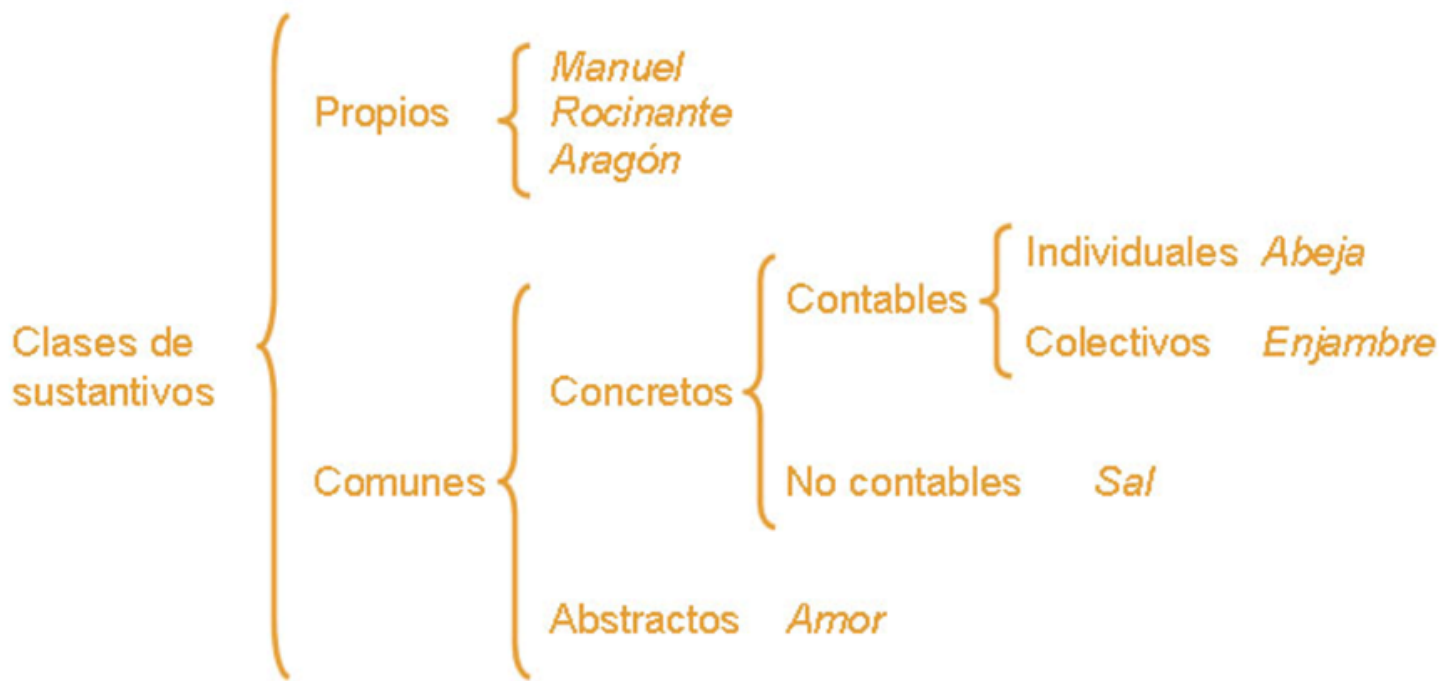 Clases de
sustantivos
Propios
Manuel
Rocinante
Aragón
Comunes
Concretos
Contables
Individuales Abeja
Colectivos Enjambre
No contables Sal
Abstractos Amor